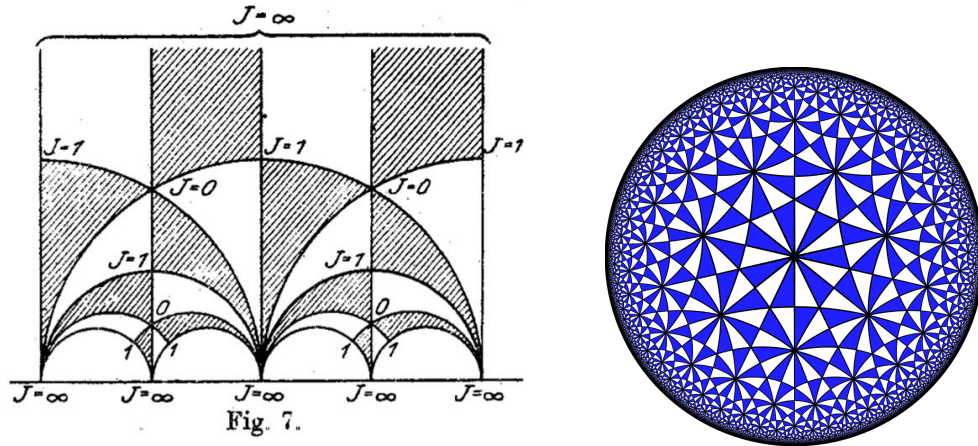 J=∞
J=1 J=1 J=1
J=0 J=0
J=1 J=1
0 0
1 1 1 1
J=∞ J=∞ J=∞ J=∞ J=∞
Fig. 7.